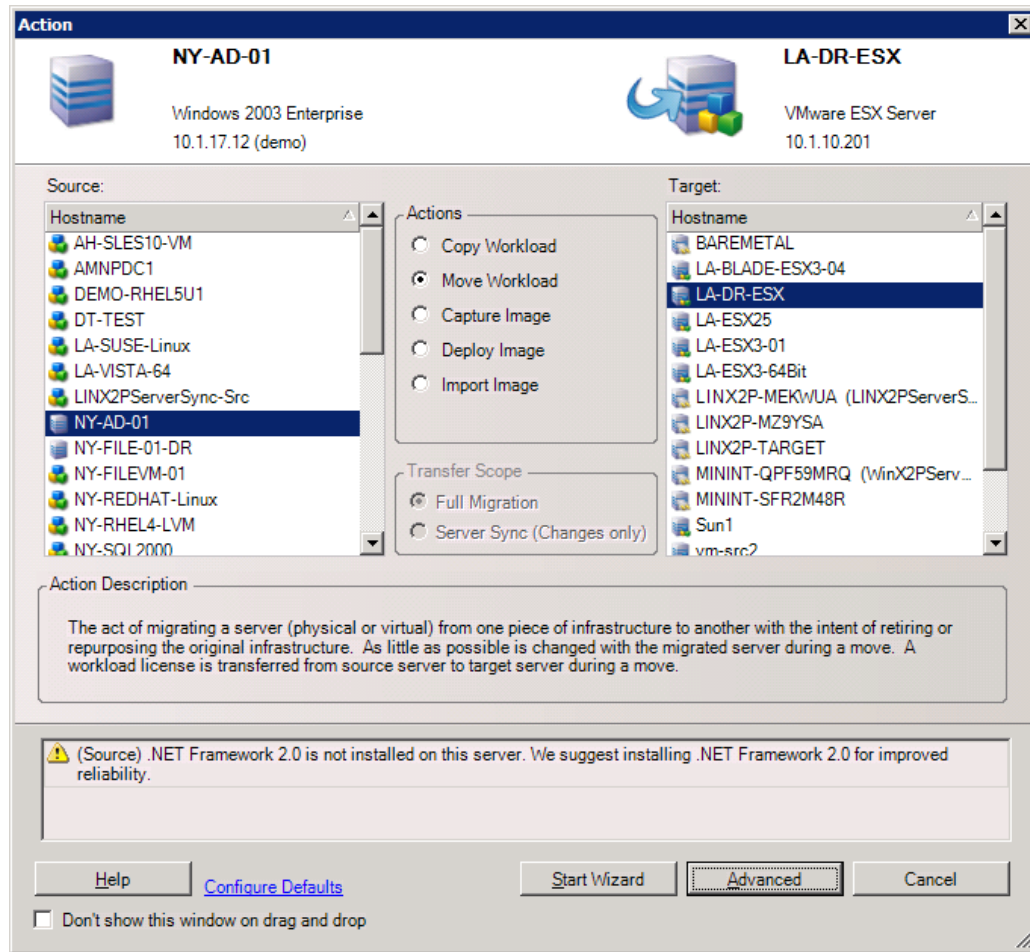 Action
NY-AD-01
Windows 2003 Enterprise
10.1.17.12 (demo)
LA-DR-ESX
VMware ESX Server
10.1.10.201
Source:
Hostname
AH-SLES10-VM
AMNPDC1
DEMO-RHEL5U1
DT-TEST
LA-SUSE-Linux
LA-VISTA-64
LINX2PServerSync-Src
NY-AD-01
NY-FILE-01-DR
NY-FILEVM-01
NY-REDHAT-Linux
NY-RHEL4-LVM
NY-SQL2000
Actions
Copy Workload
Move Workload
Capture Image
Deploy Image
Import Image
Transfer Scope
Full Migration
Server Sync (Changes only)
Target:
Hostname
BAREMETAL
LA-BLADE-ESX3-04
LA-DR-ESX
LA-ESX25
LA-ESX3-01
LA-ESX3-64Bit
LINX2P-MEKWUA (LINX2PServerS...
LINX2P-MZ9YSA
LINX2P-TARGET
MININT-QPF59MRQ (WinX2PServ...
MININT-SFR2M48R
Sun1
vm-src2
Action Description
The act of migrating a server (physical or virtual) from one piece of infrastructure to another with the intent of retiring or
repurposing the original infrastructure. As little as possible is changed with the migrated server during a move. A
workload license is transferred from source server to target server during a move.
(Source) .NET Framework 2.0 is not installed on this server. We suggest installing .NET Framework 2.0 for improved
reliability.
Help
Configure Defaults
Start Wizard
Advanced
Cancel
Don't show this window on drag and drop